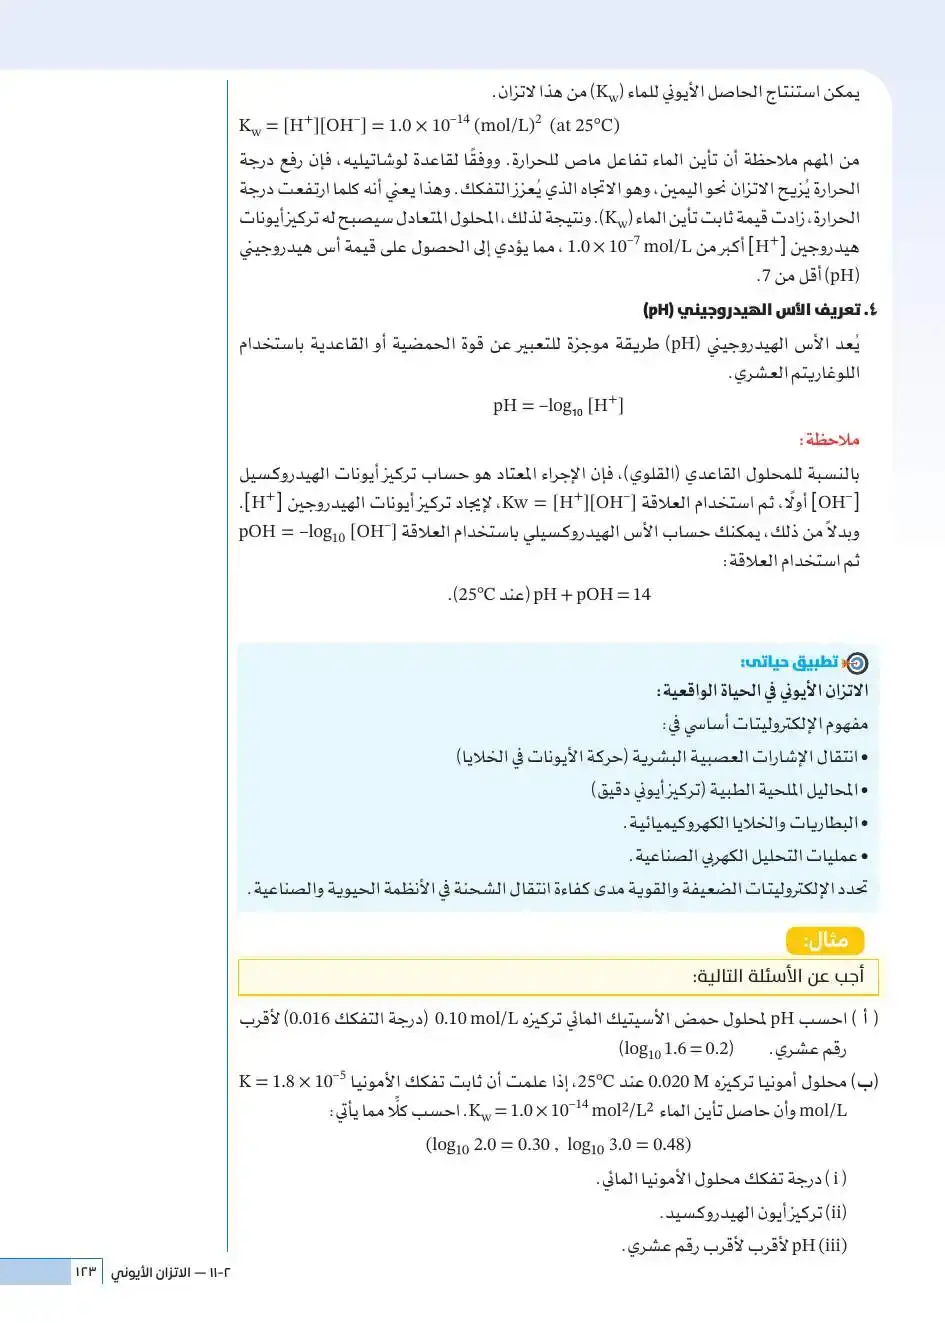 يمكن استنتاج الحاصل الأيوني للماء (Kw) من هذا لاتزان.
Kw = [H⁺][OH⁻] = 1.0 × 10⁻¹⁴ (mol/L)² (at 25°C)
من المهم ملاحظة أن تأين الماء تفاعل ماص للحرارة. ووفقًا لقاعدة لوشاتيليه، فإن رفع درجة
الحرارة يُزيح الاتزان نحو اليمين، وهو الاتجاه الذي يُعزز التفكك. وهذا يعني أنه كلما ارتفعت درجة
الحرارة، زادت قيمة ثابت تأين الماء (Kw). ونتيجة لذلك، المحلول المتعادل سيصبح له تركيز أيونات
هيدروجين [H⁺] أكبر من 1.0 × 10⁻⁷ mol/L ، مما يؤدي إلى الحصول على قيمة أس هيدروجيني
(pH) أقل من 7.
٤. تعريف الأس الهيدروجيني (pH)
يُعد الأس الهيدروجيني (pH) طريقة موجزة للتعبير عن قوة الحمضية أو القاعدية باستخدام
اللوغاريتم العشري.
pH = –log₁₀ [H⁺]
ملاحظة:
بالنسبة للمحلول القاعدي (القلوي)، فإن الإجراء المعتاد هو حساب تركيز أيونات الهيدروكسيل
[OH⁻] أولًا، ثم استخدام العلاقة Kw = [H⁺][OH⁻]، لإيجاد تركيز أيونات الهيدروجين [H⁺].
وبدلاً من ذلك، يمكنك حساب الأس الهيدروكسيلي باستخدام العلاقة pOH = –log₁₀ [OH⁻]
ثم استخدام العلاقة:
pH + pOH = 14 (عند 25°C).
تطبيق حياتى:
الاتزان الأيوني في الحياة الواقعية:
مفهوم الإلكتروليتات أساسي في:
• انتقال الإشارات العصبية البشرية (حركة الأيونات في الخلايا)
• المحاليل الملحية الطبية (تركيز أيوني دقيق)
• البطاريات والخلايا الكهروكيميائية.
• عمليات التحليل الكهربي الصناعية.
تحدد الإلكتروليتات الضعيفة والقوية مدى كفاءة انتقال الشحنة في الأنظمة الحيوية والصناعية.
مثال:
أجب عن الأسئلة التالية:
( أ ) احسب pH لمحلول حمض الأسيتيك المائي تركيزه 0.10 mol/L (درجة التفكك 0.016) لأقرب
رقم عشري. (log₁₀ 1.6 = 0.2)
(ب) محلول أمونيا تركيزه 0.020 M عند 25°C، إذا علمت أن ثابت تفكك الأمونيا K = 1.8 × 10⁻⁵
mol/L وأن حاصل تأين الماء Kw = 1.0 × 10⁻¹⁴ mol²/L². احسب كلًّا مما يأتي:
(log₁₀ 2.0 = 0.30 , log₁₀ 3.0 = 0.48)
( i ) درجة تفكك محلول الأمونيا المائي.
(ii) تركيز أيون الهيدروكسيد.
(iii) pH لأقرب لأقرب رقم عشري.
١١-٢ — الاتزان الأيوني ١٢٣